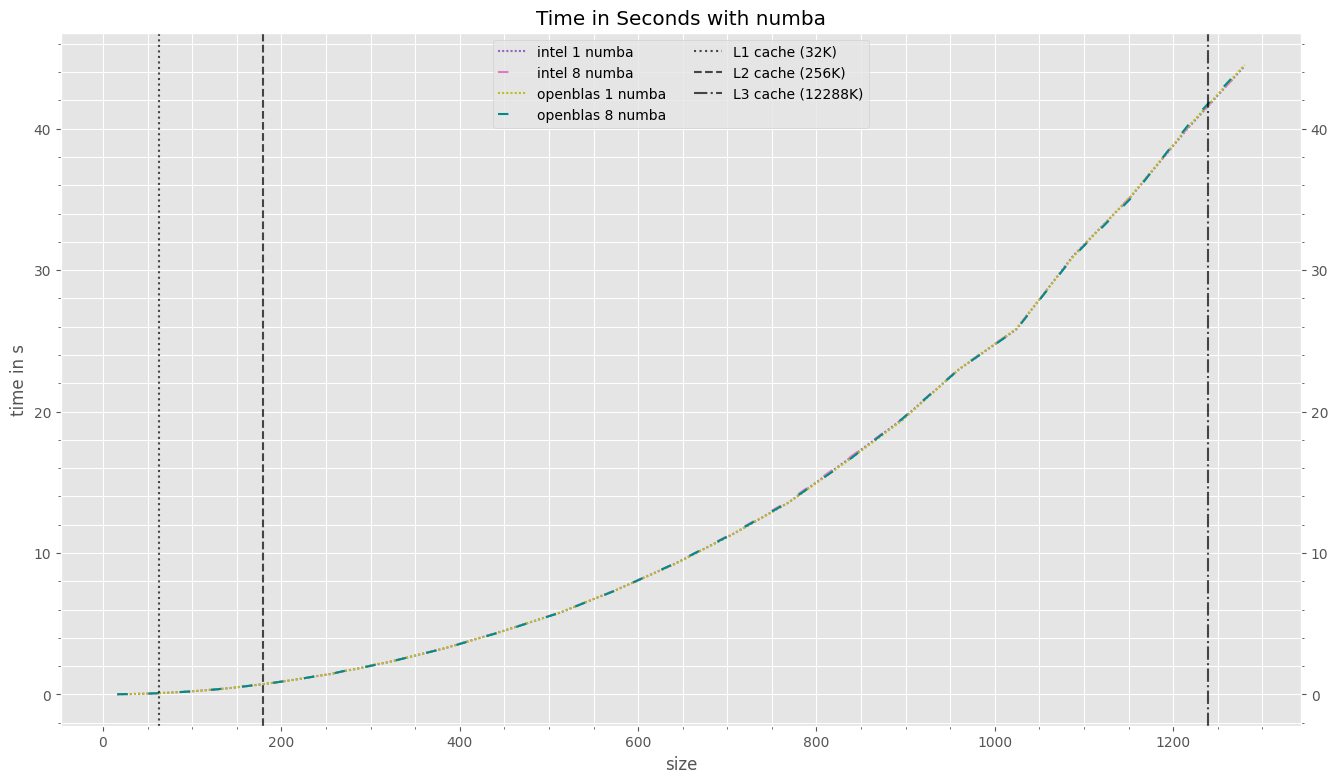 Time in Seconds with numba
intel 1 numba
intel 8 numba
openblas 1 numba
openblas 8 numba
L1 cache (32K)
L2 cache (256K)
L3 cache (12288K)
time in s
40
30
20
10
0
40
30
20
10
0
0 200 400 600 800 1000 1200
size